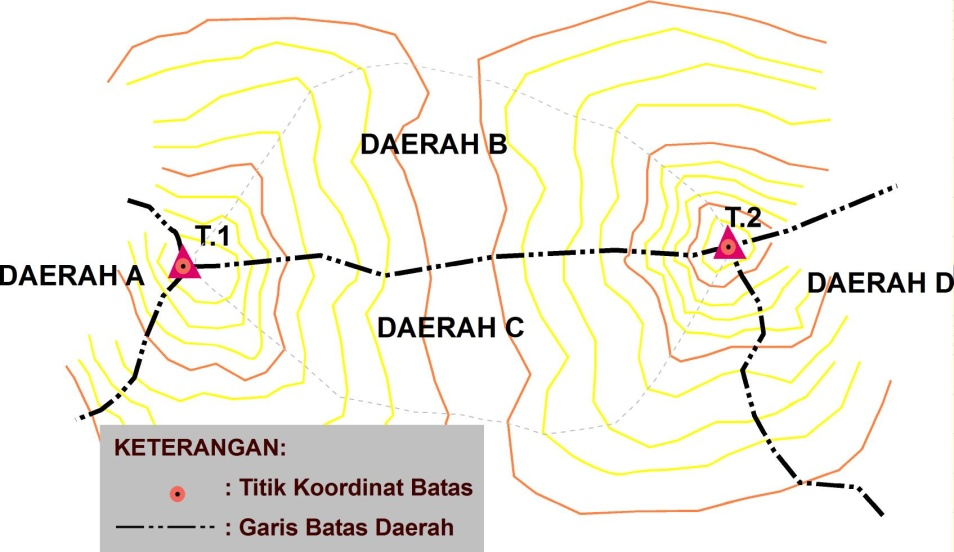 DAERAH B
T.2
T.1
DAERAH A
DAERAH D
DAERAH C
KETERANGAN:
: Titik Koordinat Batas
: Garis Batas Daerah